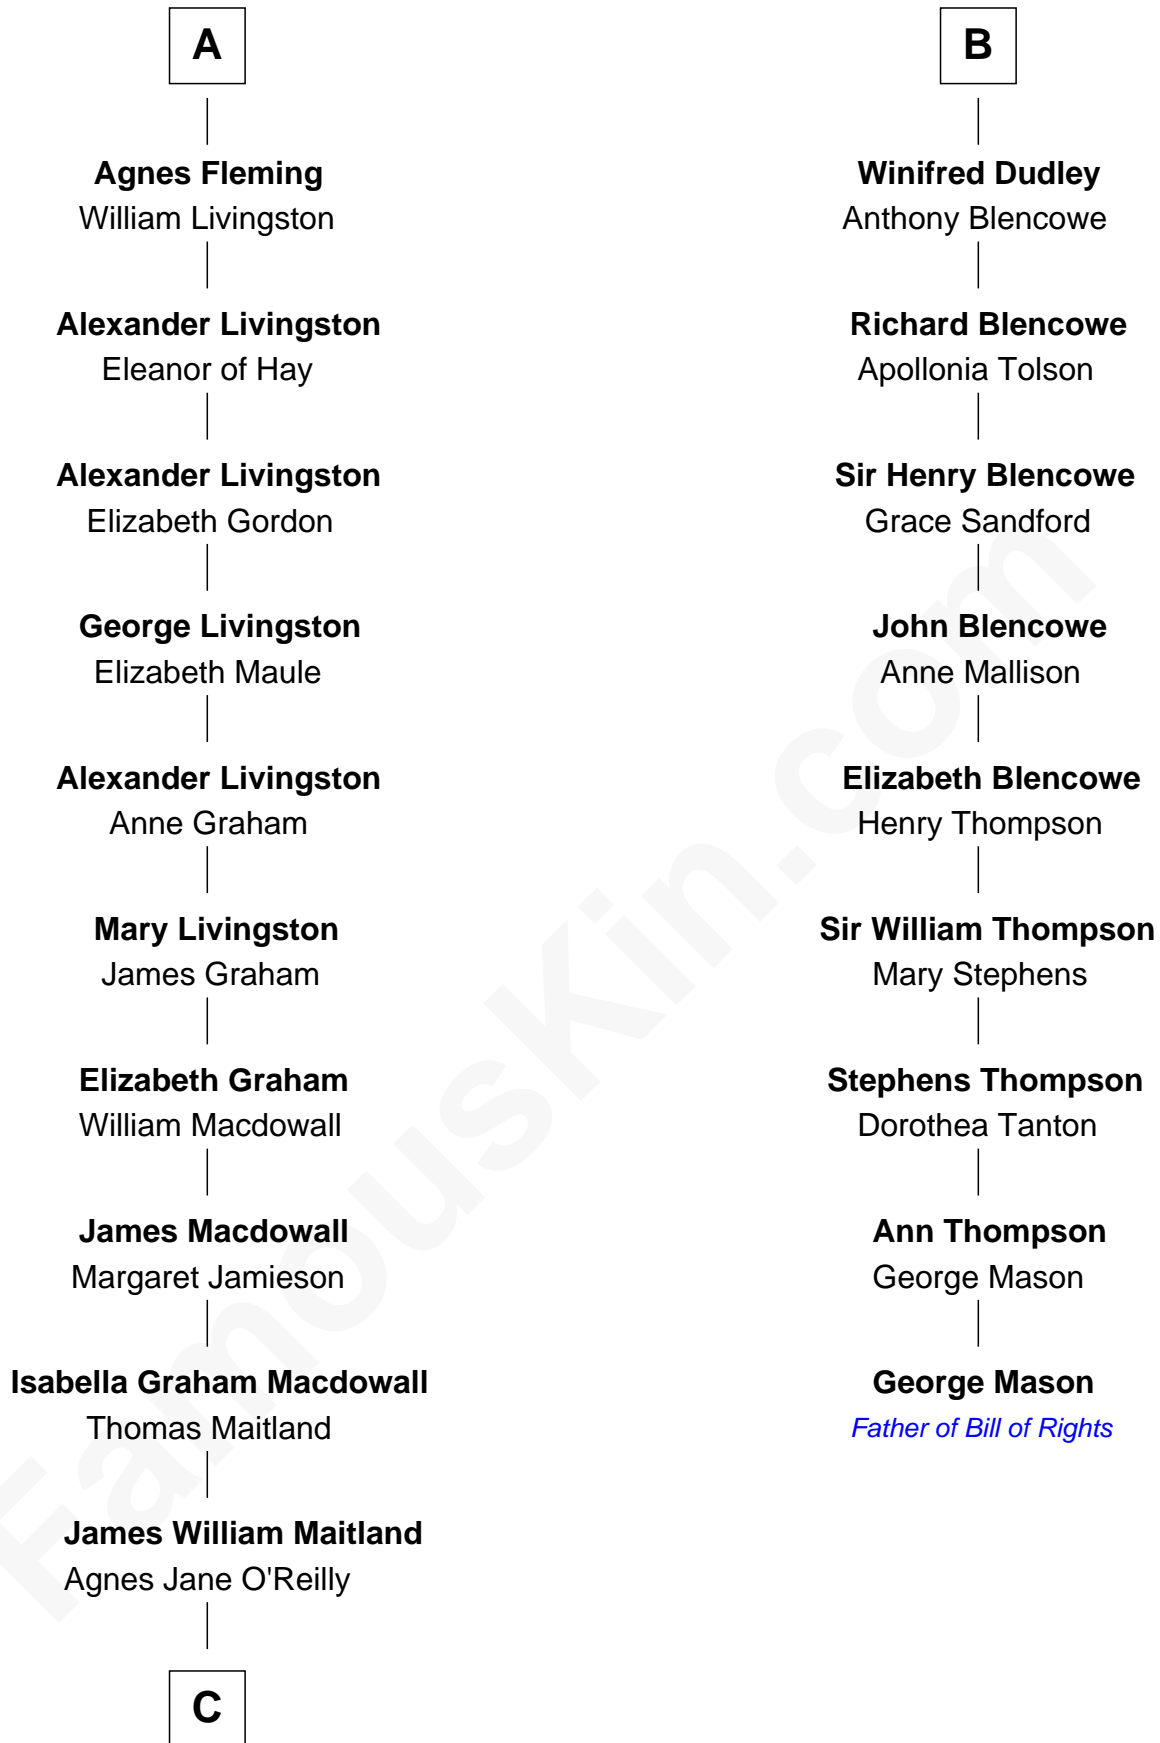 A
Agnes Fleming
William Livingston
Alexander Livingston
Eleanor of Hay
Alexander Livingston
Elizabeth Gordon
George Livingston
Elizabeth Maule
Alexander Livingston
Anne Graham
Mary Livingston
James Graham
Elizabeth Graham
William Macdowall
James Macdowall
Margaret Jamieson
Isabella Graham Macdowall
Thomas Maitland
James William Maitland
Agnes Jane O'Reilly
C
B
Winifred Dudley
Anthony Blencowe
Richard Blencowe
Apollonia Tolson
Sir Henry Blencowe
Grace Sandford
John Blencowe
Anne Mallison
Elizabeth Blencowe
Henry Thompson
Sir William Thompson
Mary Stephens
Stephens Thompson
Dorothea Tanton
Ann Thompson
George Mason
George Mason
Father of Bill of Rights
FamousKin.com